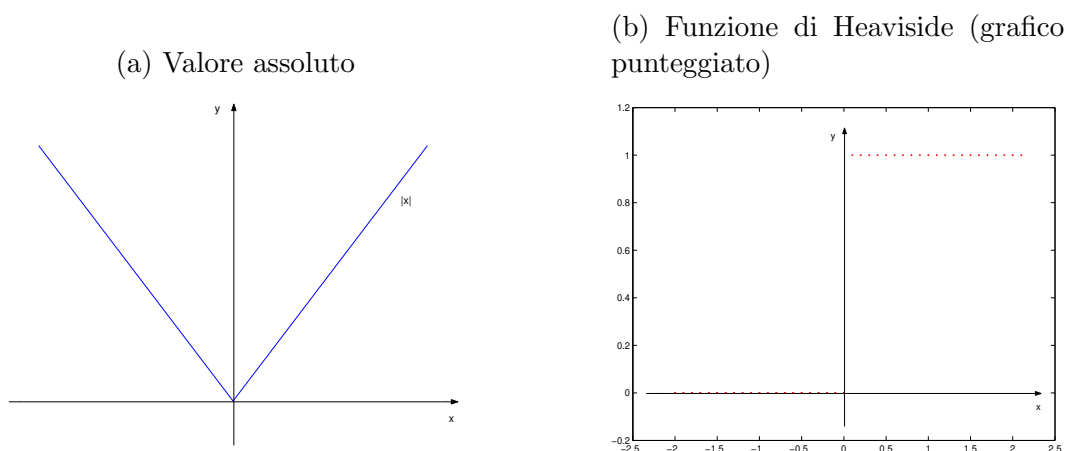 (a) Valore assoluto
y
|x|
x
(b) Funzione di Heaviside (grafico
punteggiato)
1.2
1
0.8
0.6
0.4
0.2
0
−0.2
y
x
−2.5 −2 −1.5 −1 −0.5 0 0.5 1 1.5 2 2.5